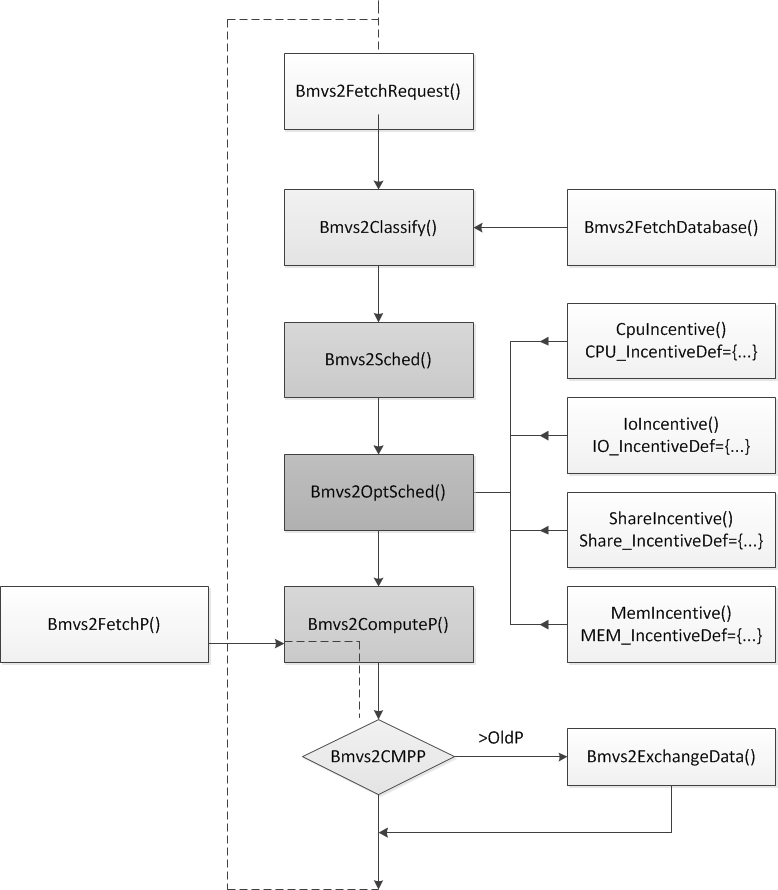 Bmvs2FetchRequest()
Bmvs2Classify()
Bmvs2FetchDatabase()
Bmvs2Sched()
CpuIncentive()
CPU_IncentiveDef={...}
IoIncentive()
IO_IncentiveDef={...}
Bmvs2OptSched()
ShareIncentive()
Share_IncentiveDef={...}
Bmvs2FetchP()
Bmvs2ComputeP()
MemIncentive()
MEM_IncentiveDef={...}
Bmvs2CMPP
>OldP
Bmvs2ExchangeData()